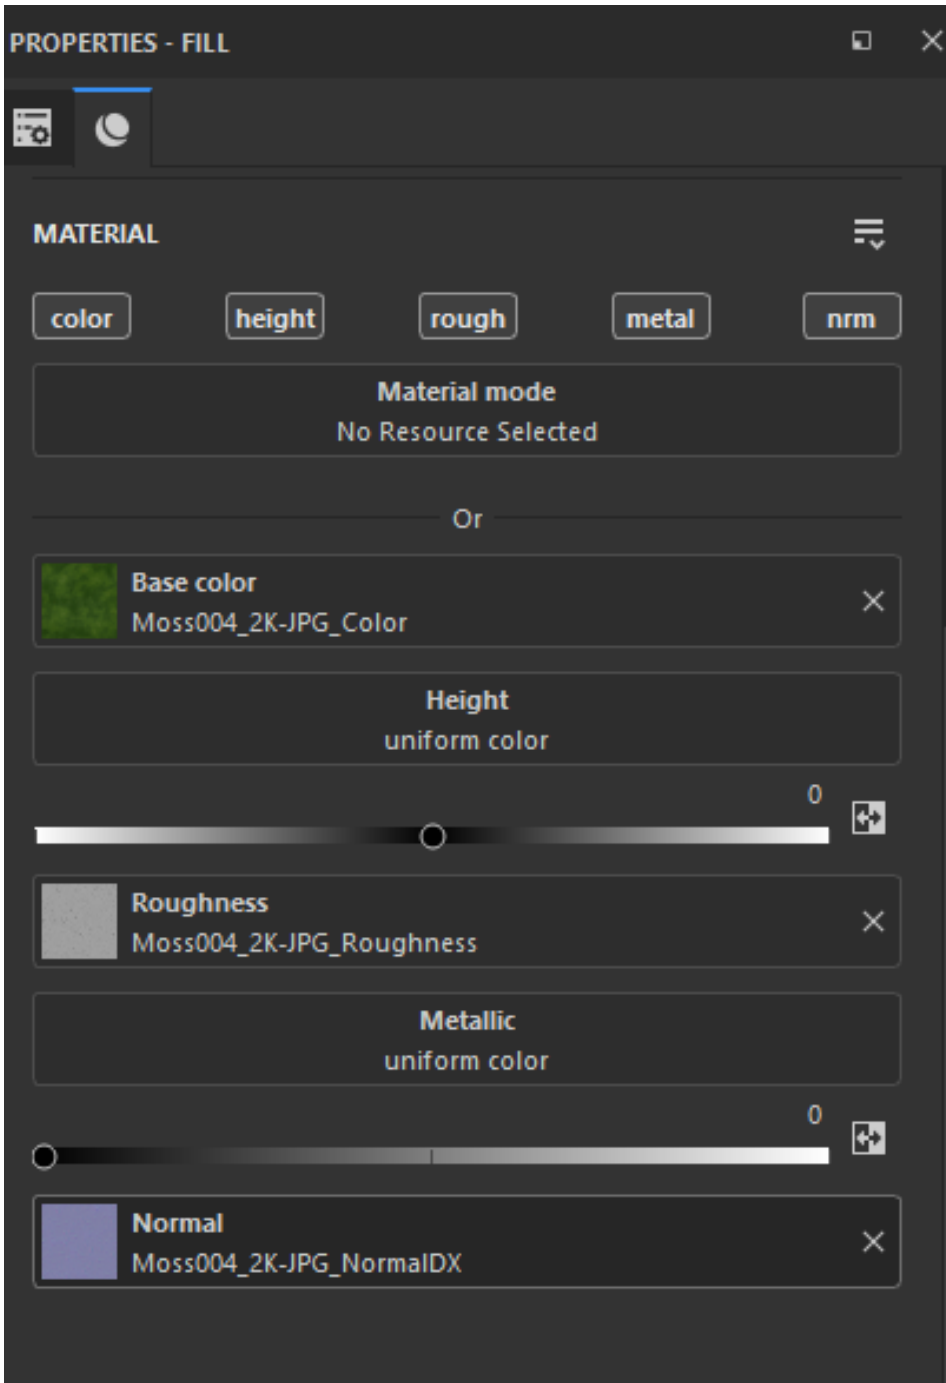 PROPERTIES - FILL
MATERIAL
color height rough metal nrm
Material mode
No Resource Selected
Or
Base color
Moss004_2K-JPG_Color
Height
uniform color
0
Roughness
Moss004_2K-JPG_Roughness
Metallic
uniform color
0
Normal
Moss004_2K-JPG_NormalDX